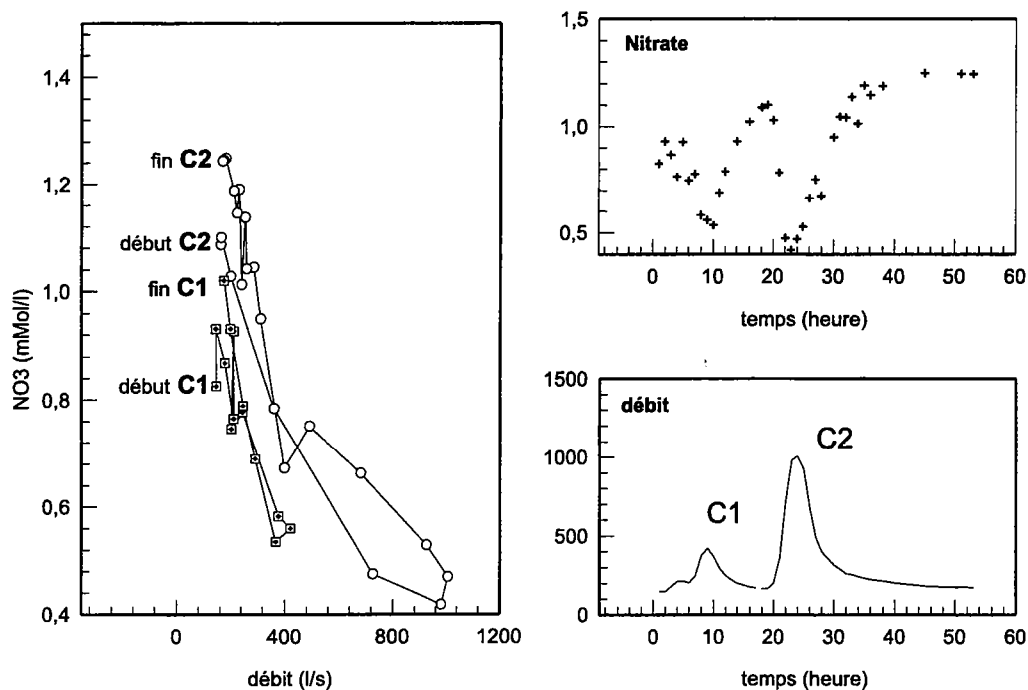 NO3 (mMol/l)
1,4
1,2
1,0
0,8
0,6
0,4
fin C2
début C2
fin C1
début C1
0 400 800 1200
débit (l/s)
1,5
1,0
0,5
Nitrate
0 10 20 30 40 50 60
temps (heure)
1500
1000
500
0
débit
C1
C2
0 10 20 30 40 50 60
temps (heure)